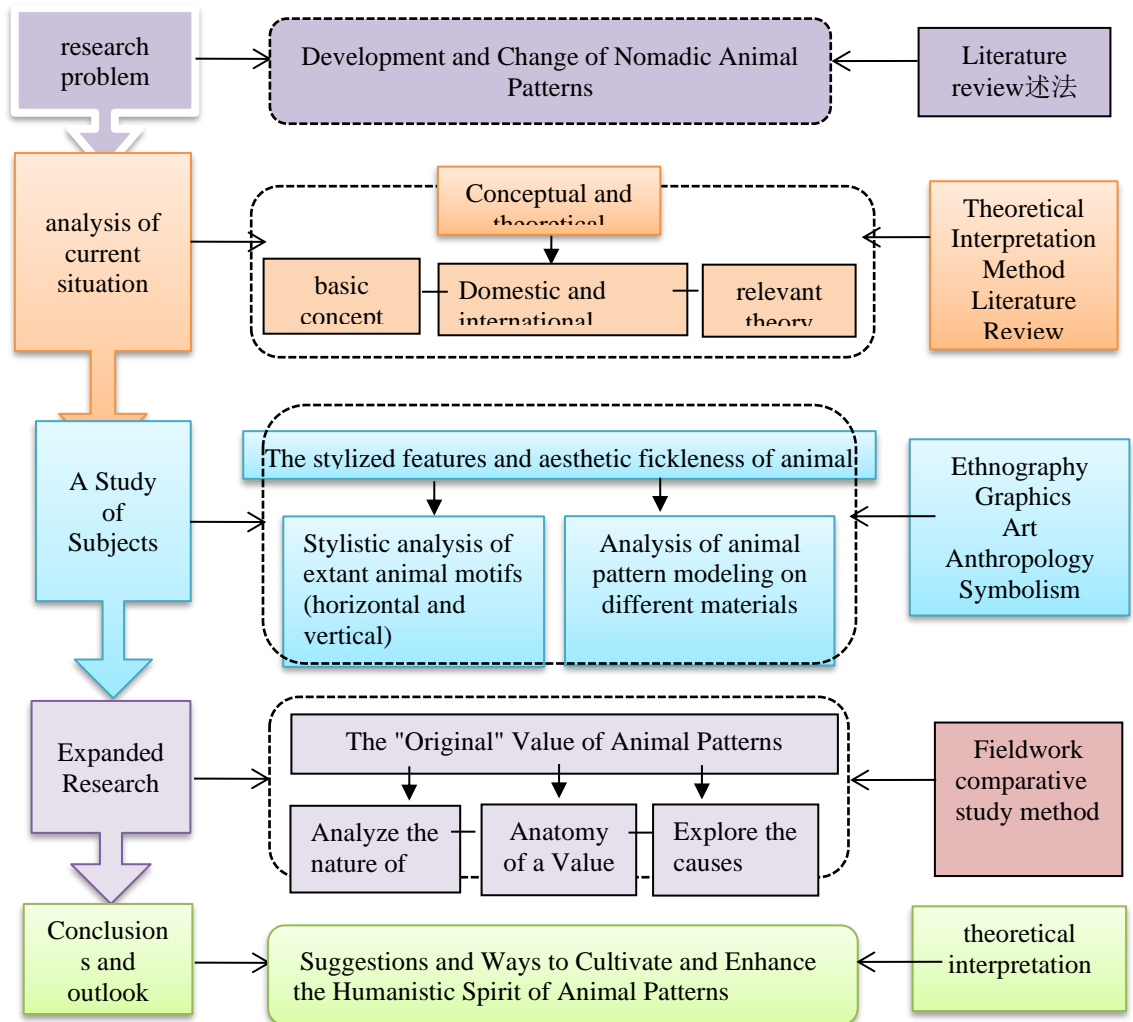 research
problem
Development and Change of Nomadic Animal
Patterns
Literature
review述法
analysis of
current
situation
Conceptual and
theoretical
basic
concept
Domestic and
international
relevant
theory
Theoretical
Interpretation
Method
Literature
Review
A Study
of
Subjects
The stylized features and aesthetic fickleness of animal
Stylistic analysis of
extant animal motifs
(horizontal and
vertical)
Analysis of animal
pattern modeling on
different materials
Ethnography
Graphics
Art
Anthropology
Symbolism
Expanded
Research
The "Original" Value of Animal Patterns
Analyze the
nature of
Anatomy
of a Value
Explore the
causes
Fieldwork
comparative
study method
Conclusion
s and
outlook
Suggestions and Ways to Cultivate and Enhance
the Humanistic Spirit of Animal Patterns
theoretical
interpretation